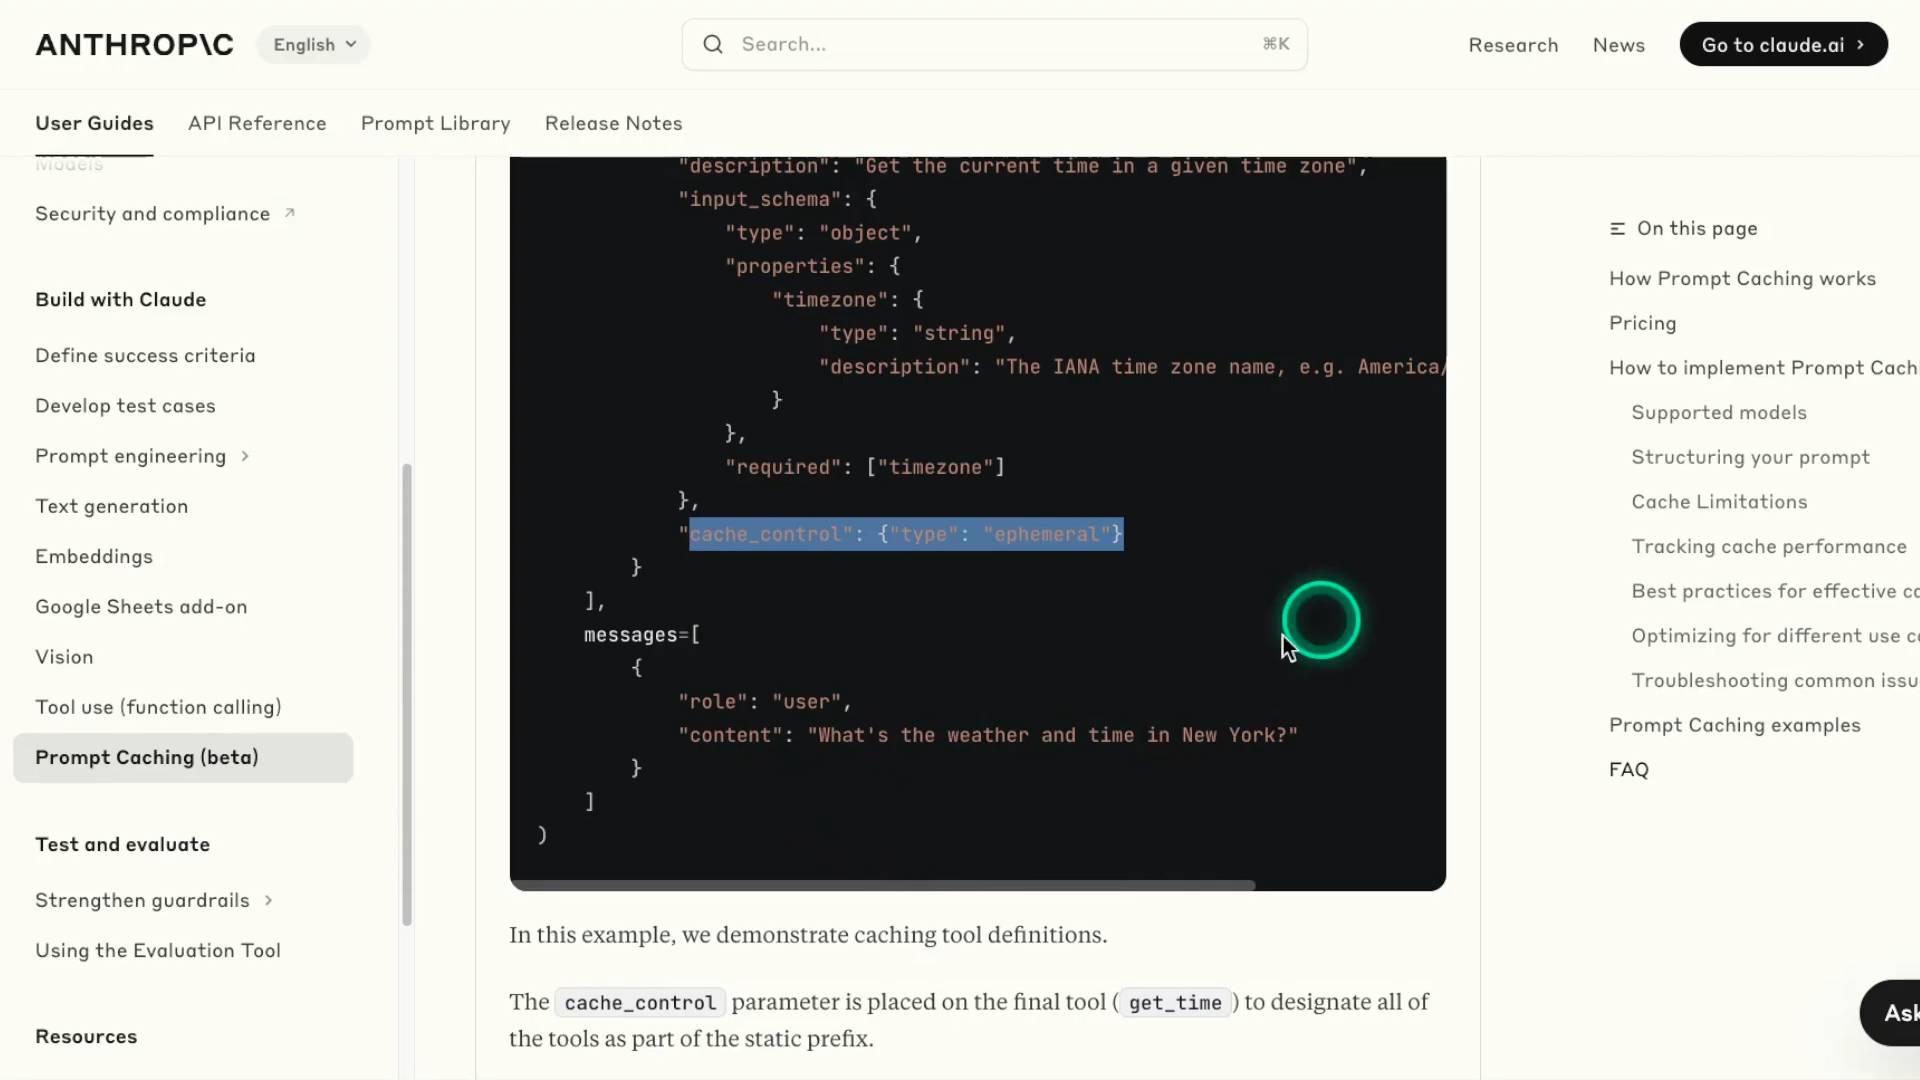 ANTHROP\C
English
Search...
⌘K
Research
News
Go to claude.ai
User Guides
API Reference
Prompt Library
Release Notes
Models
Security and compliance
Build with Claude
Define success criteria
Develop test cases
Prompt engineering
Text generation
Embeddings
Google Sheets add-on
Vision
Tool use (function calling)
Prompt Caching (beta)
Test and evaluate
Strengthen guardrails
Using the Evaluation Tool
Resources
"description": "Get the current time in a given time zone",
"input_schema": {
"type": "object",
"properties": {
"timezone": {
"type": "string",
"description": "The IANA time zone name, e.g. America/
}
},
"required": ["timezone"]
},
"cache_control": {"type": "ephemeral"}
}
],
messages=[
{
"role": "user",
"content": "What's the weather and time in New York?"
}
]
)
In this example, we demonstrate caching tool definitions.
The cache_control parameter is placed on the final tool (get_time) to designate all of
the tools as part of the static prefix.
On this page
How Prompt Caching works
Pricing
How to implement Prompt Cachi
Supported models
Structuring your prompt
Cache Limitations
Tracking cache performance
Best practices for effective ca
Optimizing for different use ca
Troubleshooting common issu
Prompt Caching examples
FAQ
Ask